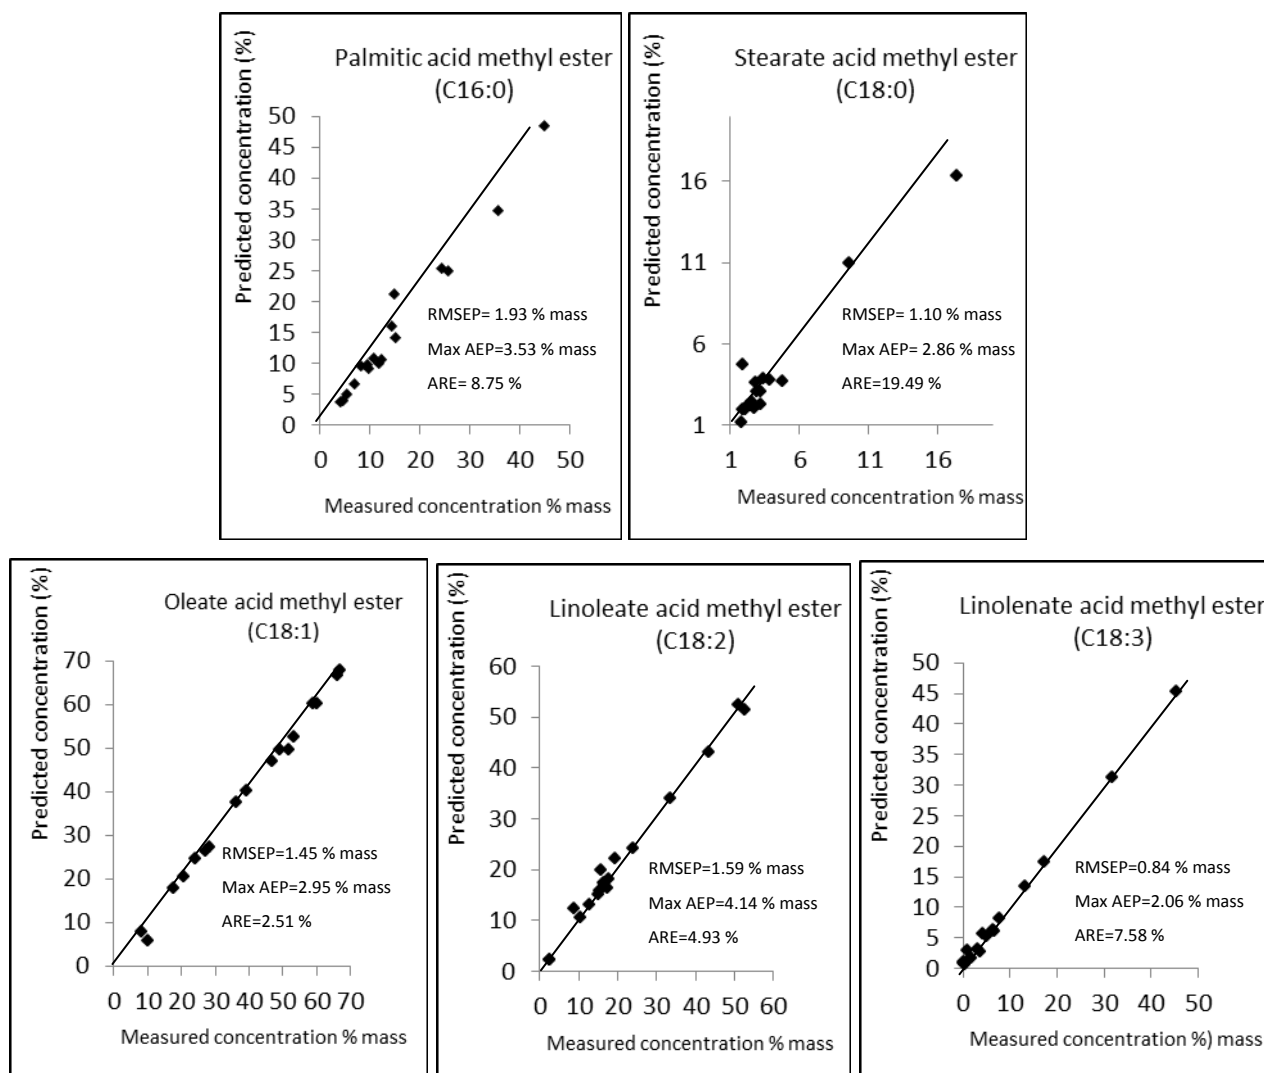 Predicted concentration (%)
Palmitic acid methyl ester
(C16:0)
50
45
40
35
30
25
20
15
10
5
0
RMSEP= 1.93 % mass
Max AEP=3.53 % mass
ARE= 8.75 %
0 10 20 30 40 50
Measured concentration % mass
Predicted concentration (%)
Stearate acid methyl ester
(C18:0)
16
11
6
1
RMSEP= 1.10 % mass
Max AEP= 2.86 % mass
ARE=19.49 %
1 6 11 16
Measured concentration % mass
Predicted concentration (%)
Oleate acid methyl ester
(C18:1)
70
60
50
40
30
20
10
0
RMSEP=1.45 % mass
Max AEP=2.95 % mass
ARE=2.51 %
0 10 20 30 40 50 60 70
Measured concentration % mass
Predicted concentration (%)
Linoleate acid methyl ester
(C18:2)
60
50
40
30
20
10
0
RMSEP=1.59 % mass
Max AEP=4.14 % mass
ARE=4.93 %
0 10 20 30 40 50 60
Measured concentration % mass
Predicted concentration (%)
Linolenate acid methyl ester
(C18:3)
50
45
40
35
30
25
20
15
10
5
0
RMSEP=0.84 % mass
Max AEP=2.06 % mass
ARE=7.58 %
0 10 20 30 40 50
Measured concentration %) mass